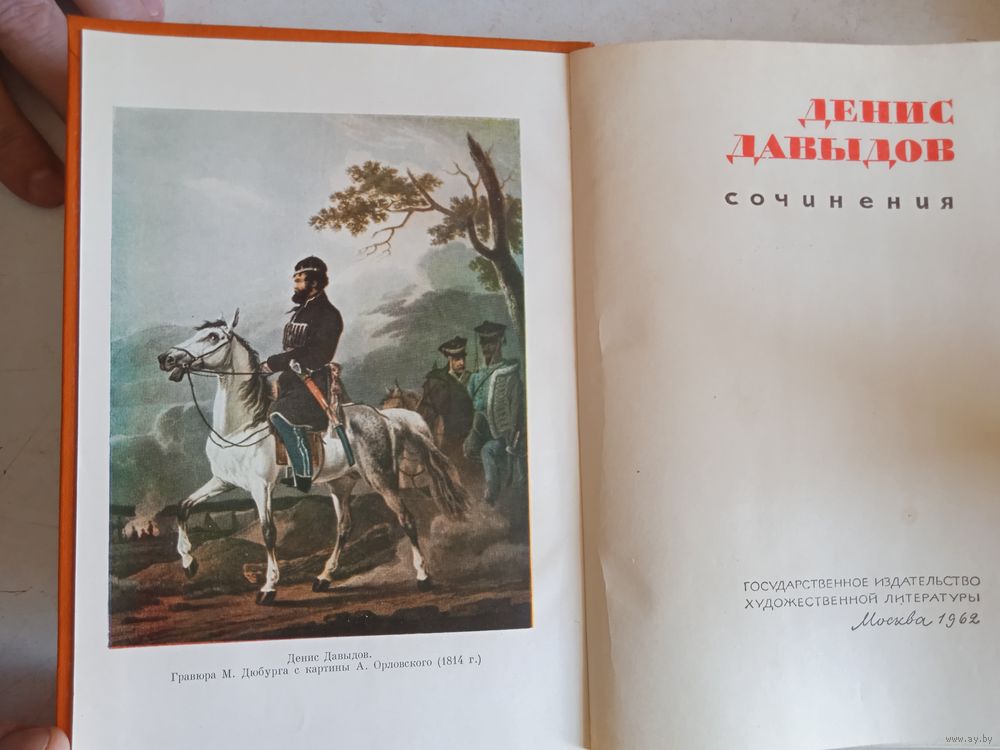 Денис Давыдов.
Гравюра М. Дюбурга с картины А. Орловского (1814 г.)
ДЕНИС
ДАВЫДОВ
сочинения
ГОСУДАРСТВЕННОЕ ИЗДАТЕЛЬСТВО
ХУДОЖЕСТВЕННОЙ ЛИТЕРАТУРЫ
Москва 1962
www.ay.by